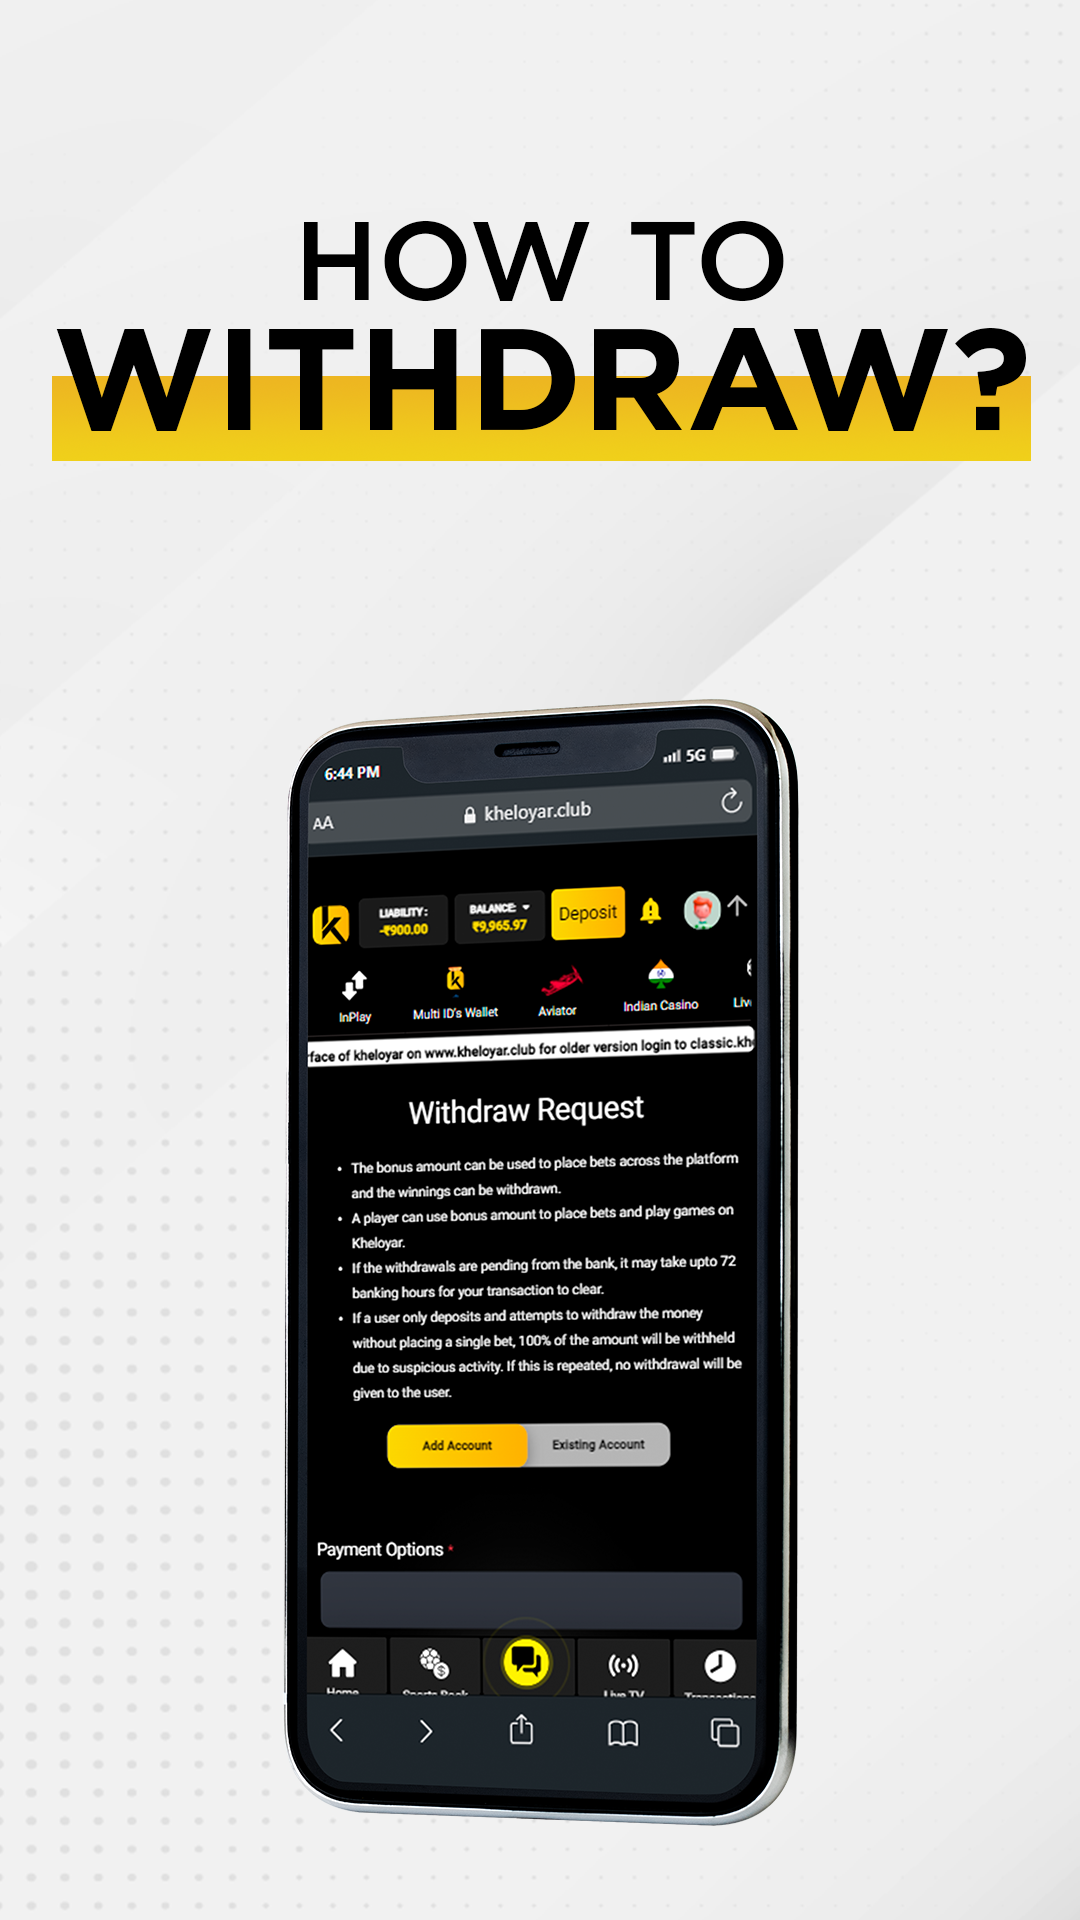 HOW TO
WITHDRAW?
6:44 PM
5G
AA
kheloyar.club
k
LIABILITY:
-₹900.00
BALANCE:
₹9,965.97
Deposit
InPlay
k
Multi ID's Wallet
Aviator
Indian Casino
Liv
rface of kheloyar on www.kheloyar.club for older version login to classic.kh
Withdraw Request
• The bonus amount can be used to place bets across the platform
and the winnings can be withdrawn.
• A player can use bonus amount to place bets and play games on
Kheloyar.
• If the withdrawals are pending from the bank, it may take upto 72
banking hours for your transaction to clear.
• If a user only deposits and attempts to withdraw the money
without placing a single bet, 100% of the amount will be withheld
due to suspicious activity. If this is repeated, no withdrawal will be
given to the user.
Add Account
Existing Account
Payment Options *
Home
Sports Book
Live TV
Transactions